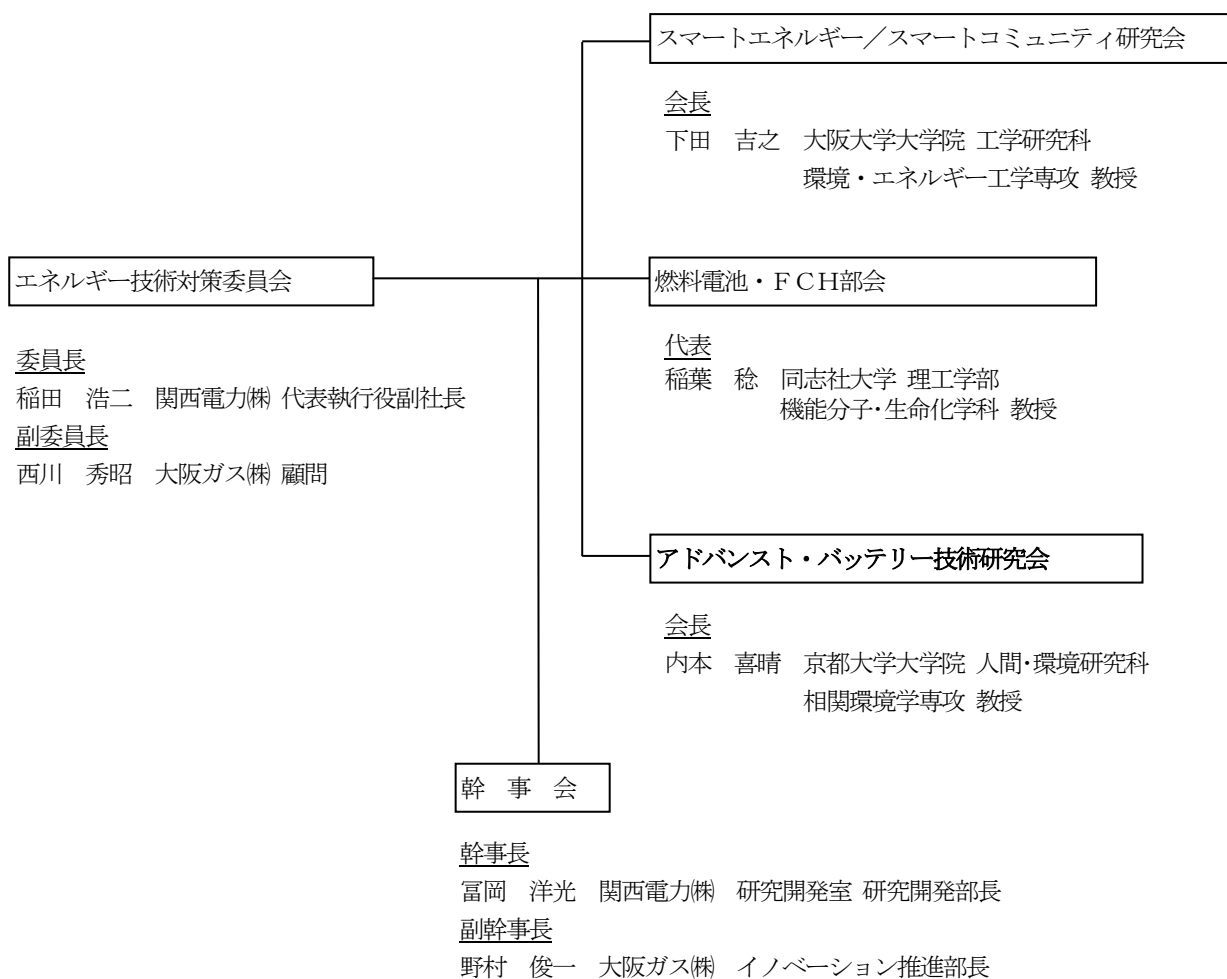 スマートエネルギー／スマートコミュニティ研究会
会長
下田　吉之　大阪大学大学院 工学研究科
環境・エネルギー工学専攻 教授
エネルギー技術対策委員会
委員長
稲田　浩二　関西電力㈱ 代表執行役副社長
副委員長
西川　秀昭　大阪ガス㈱ 顧問
燃料電池・ＦＣＨ部会
代表
稲葉　稔　同志社大学 理工学部
機能分子･生命化学科 教授
アドバンスト・バッテリー技術研究会
会長
内本　喜晴　京都大学大学院 人間･環境研究科
相関環境学専攻 教授
幹　事　会
幹事長
冨岡　洋光　関西電力㈱　研究開発室 研究開発部長
副幹事長
野村　俊一　大阪ガス㈱　イノベーション推進部長